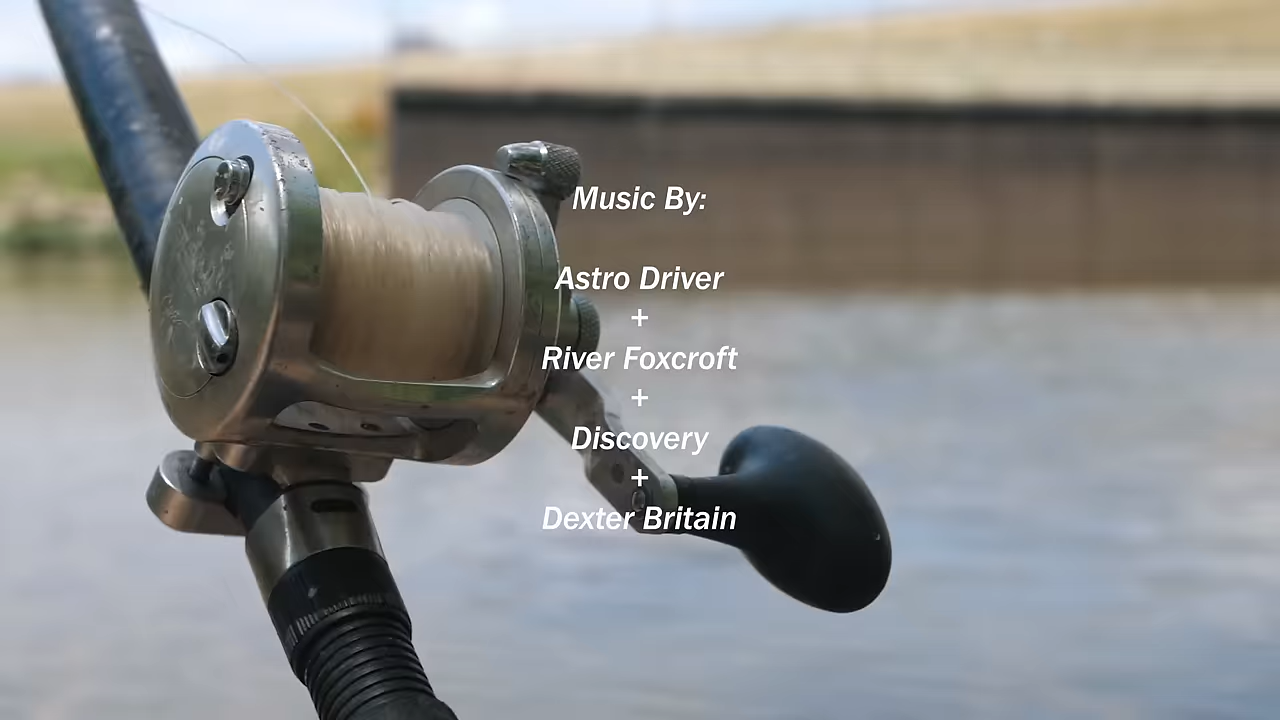 Music By:
Astro Driver
+
River Foxcroft
+
Discovery
+
Dexter Britain